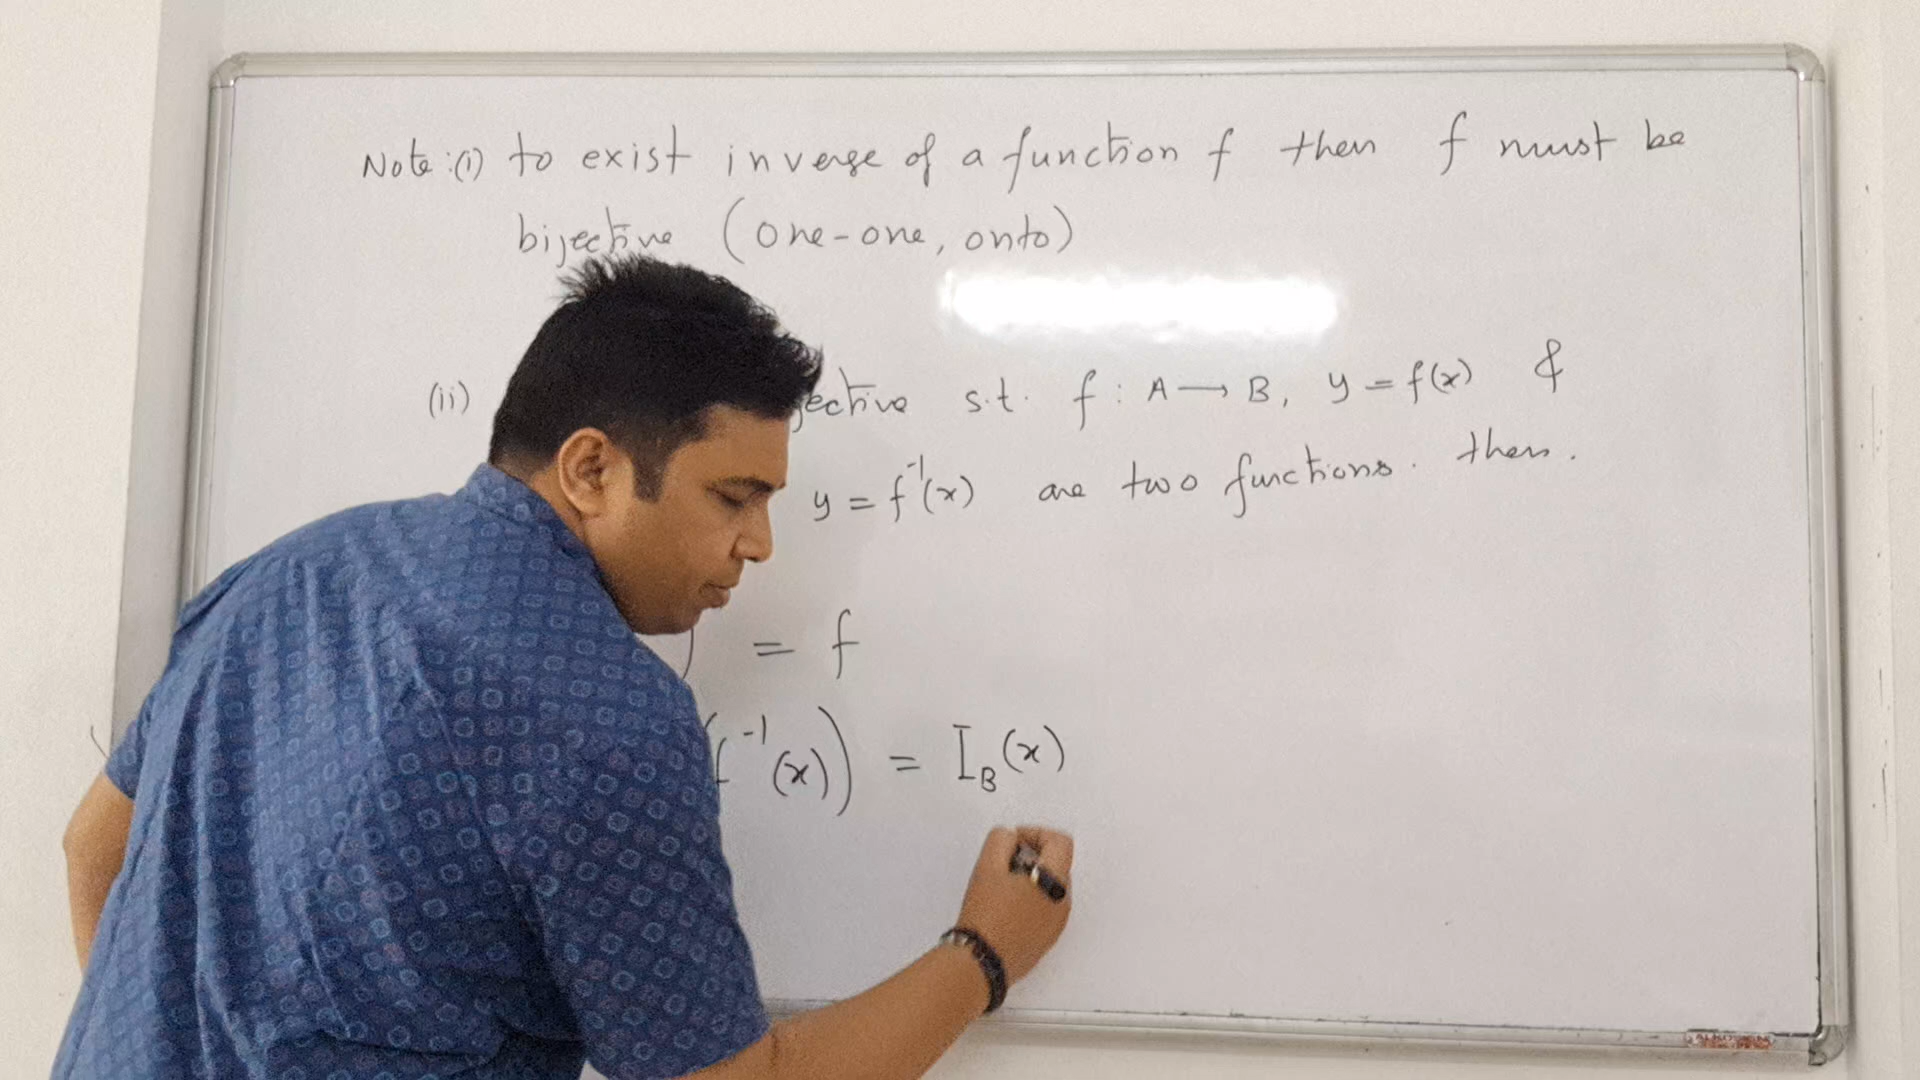 Note :(i) to exist inverse of a function f then f must be
bijective (one-one, onto)
(ii) s.t. f : A → B, y = f(x) &
y = f⁻¹(x) are two functions. then.
) = f
f⁻¹(x)) = I_B(x)